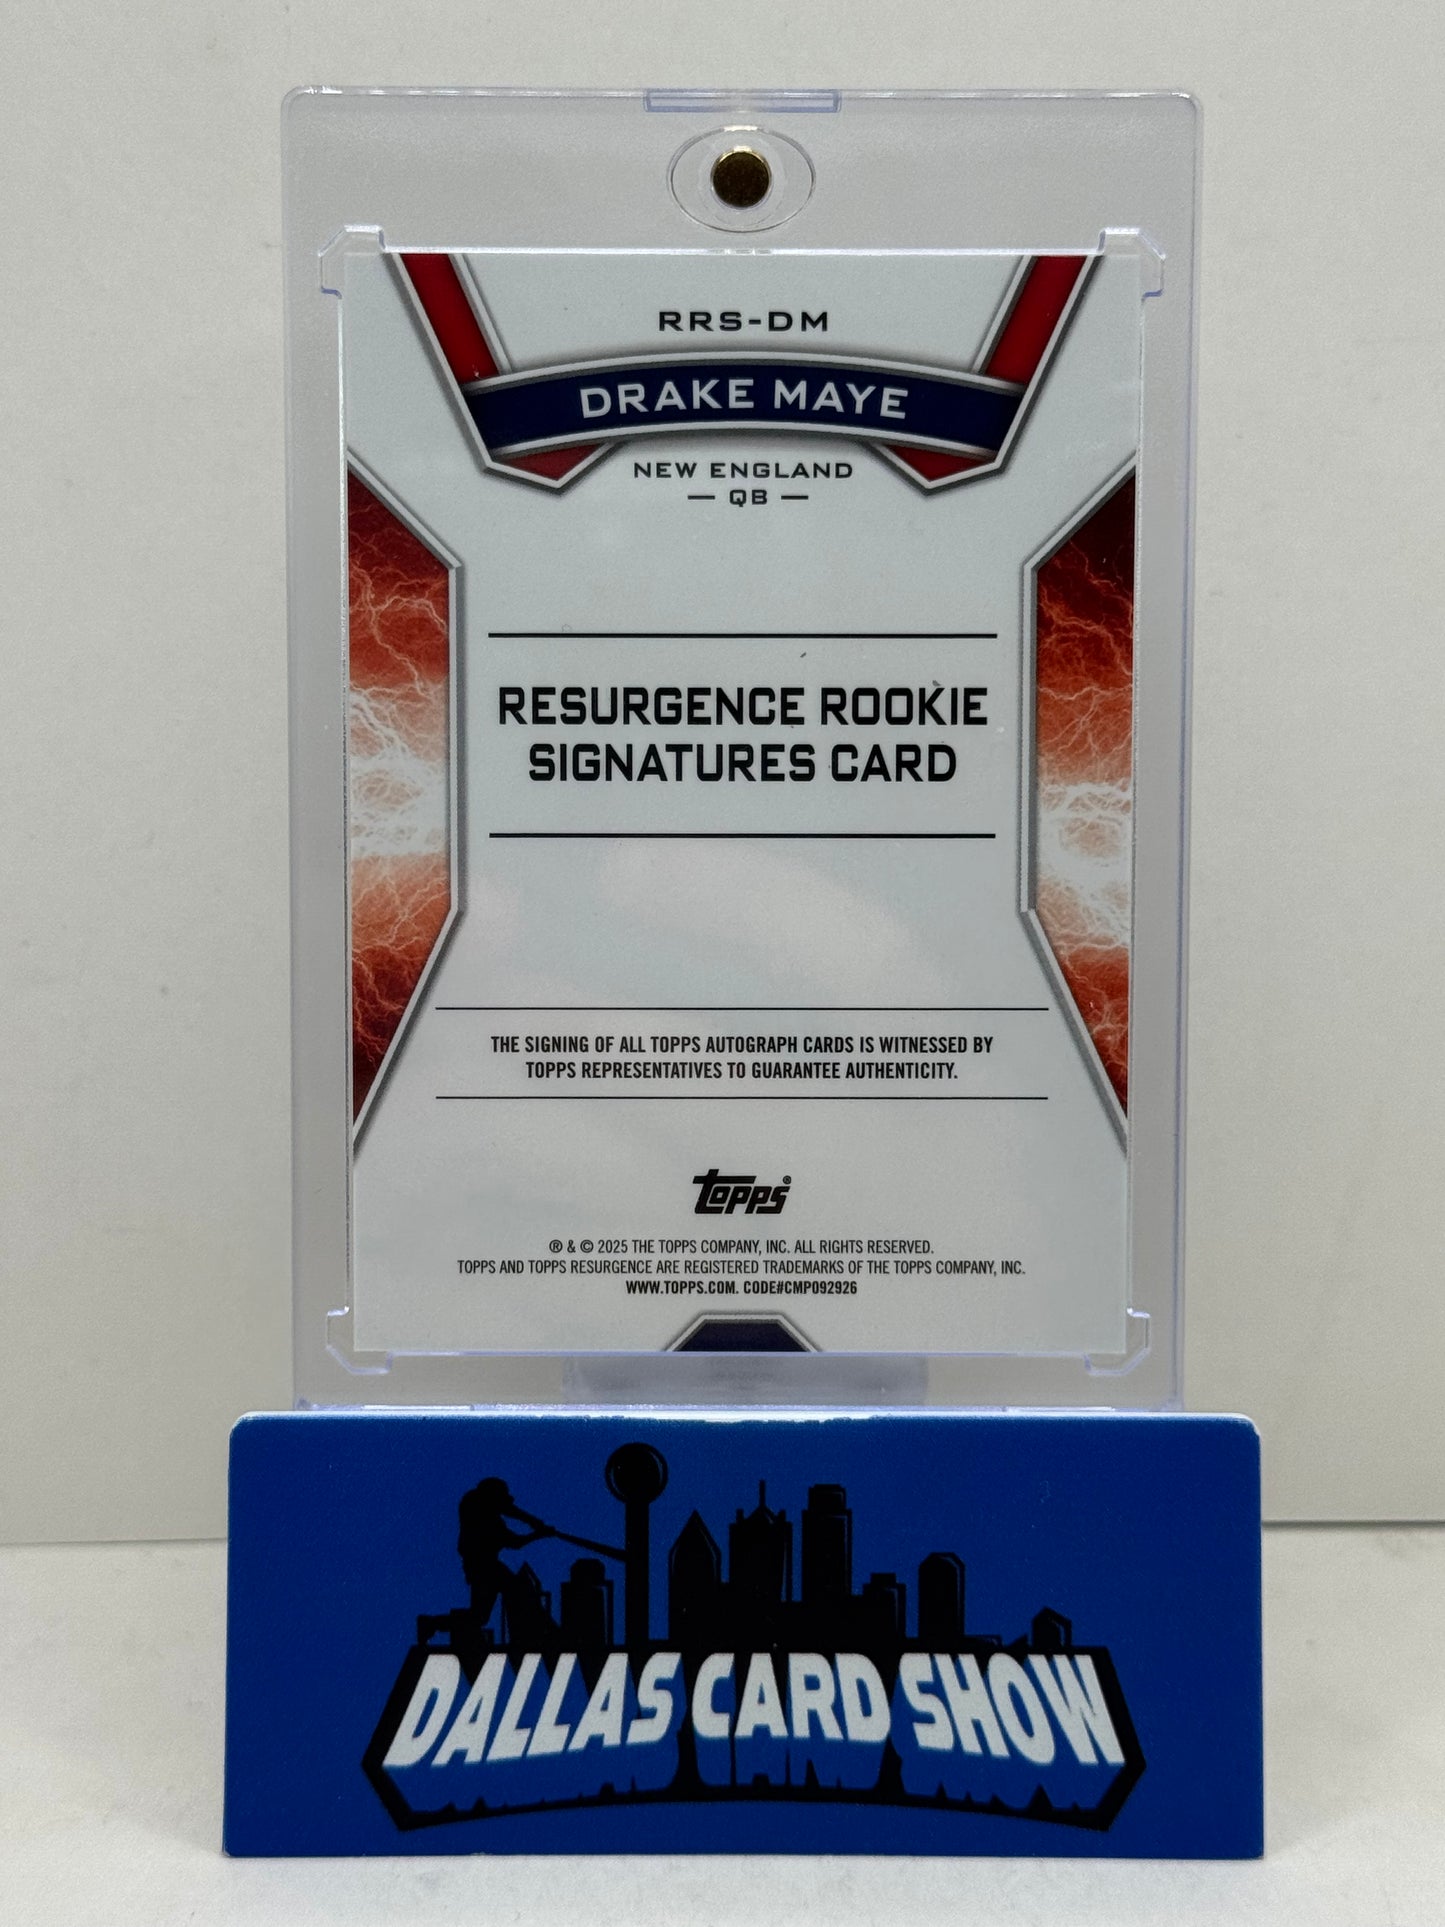 RRS-DM
DRAKE MAYE
NEW ENGLAND
— QB —
RESURGENCE ROOKIE
SIGNATURES CARD
THE SIGNING OF ALL TOPPS AUTOGRAPH CARDS IS WITNESSED BY
TOPPS REPRESENTATIVES TO GUARANTEE AUTHENTICITY.
Topps®
® & © 2025 THE TOPPS COMPANY, INC. ALL RIGHTS RESERVED.
TOPPS AND TOPPS RESURGENCE ARE REGISTERED TRADEMARKS OF THE TOPPS COMPANY, INC.
WWW.TOPPS.COM. CODE#CMP092926
DALLAS CARD SHOW